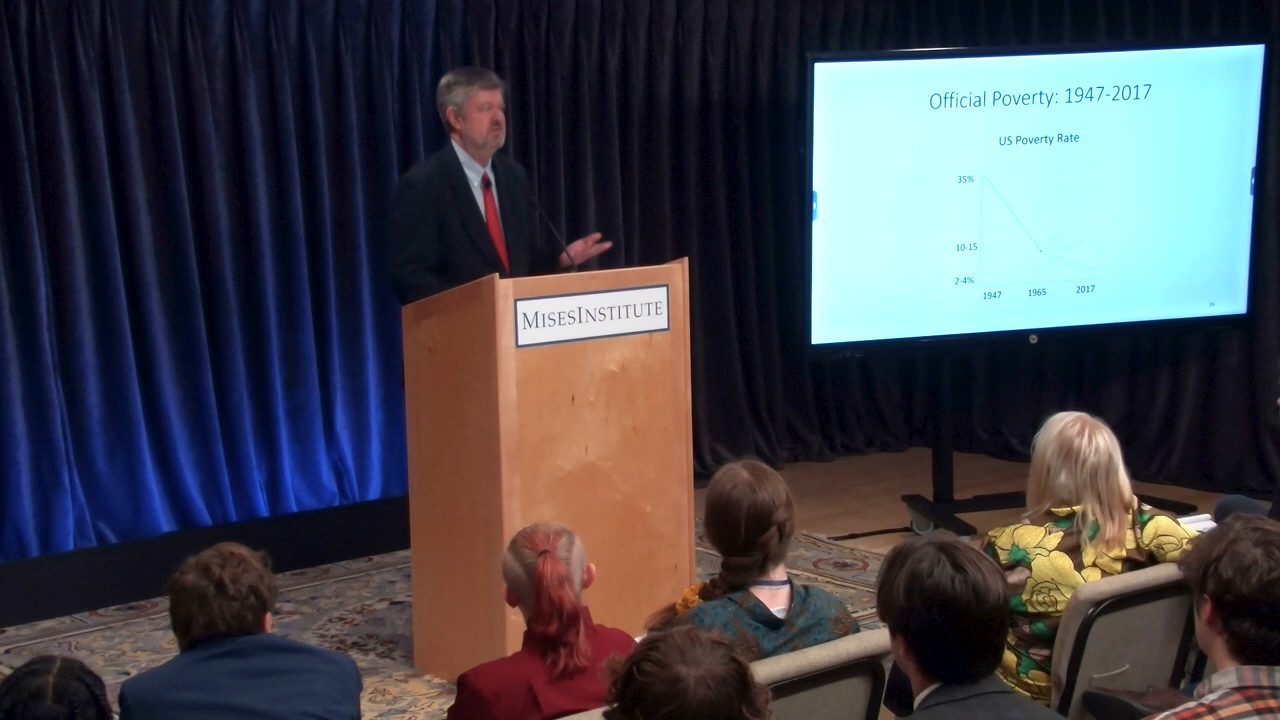 MISESINSTITUTE
Official Poverty: 1947-2017
US Poverty Rate
35%
10-15
2-4%
1947 1965 2017